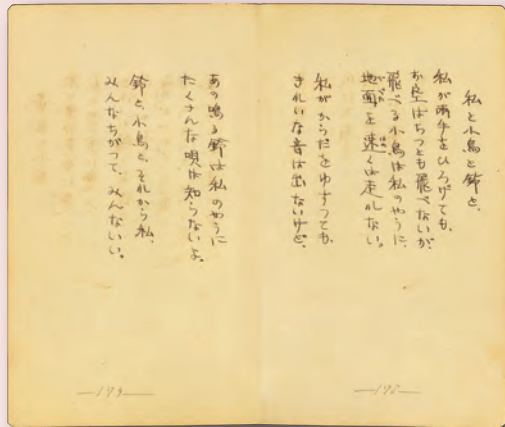 私と小鳥と鈴と、
私が両手をひろげても、
お空はちつとも飛べないが、
飛べる小鳥は私のやうに、
地面を速くは走れない。
私がからだをゆすつても、
きれいな音は出ないけど、
あの鳴る鈴は私のやうに
たくさんな唄は知らないよ。
鈴と、小鳥と、それから私、
みんなちがつて、みんないい。
—178—
—179—